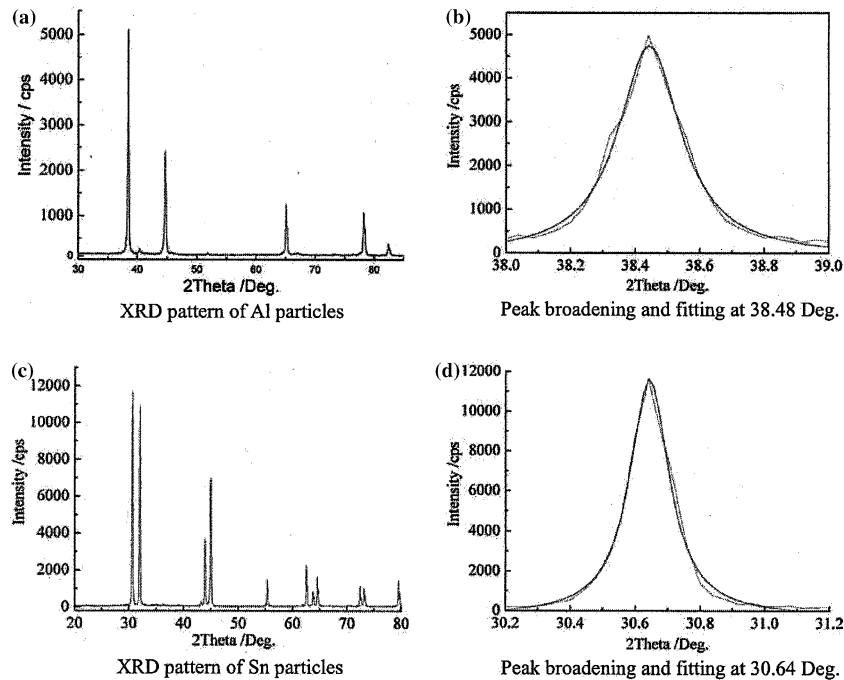 (a)
5000
4000
3000
2000
1000
0
Intensity / cps
30 40 50 60 70 80
2Theta /Deg.
XRD pattern of Al particles
(b)
5000
4000
3000
2000
1000
0
Intensity /cps
38.0 38.2 38.4 38.6 38.8 39.0
2Theta /Deg.
Peak broadening and fitting at 38.48 Deg.
(c)
12000
10000
8000
6000
4000
2000
0
Intensity /cps
20 30 40 50 60 70 80
2Theta /Deg.
XRD pattern of Sn particles
(d)
12000
10000
8000
6000
4000
2000
0
Intensity /cps
30.2 30.4 30.6 30.8 31.0 31.2
2Theta /Deg.
Peak broadening and fitting at 30.64 Deg.